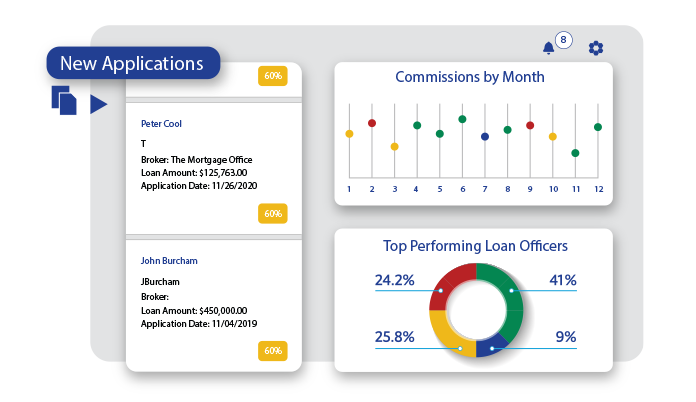 8
New Applications
60%
Peter Cool
T
Broker: The Mortgage Office
Loan Amount: $125,763.00
Application Date: 11/26/2020
60%
John Burcham
JBurcham
Broker:
Loan Amount: $450,000.00
Application Date: 11/04/2019
60%
Commissions by Month
1 2 3 4 5 6 7 8 9 10 11 12
Top Performing Loan Officers
24.2% 41%
25.8% 9%